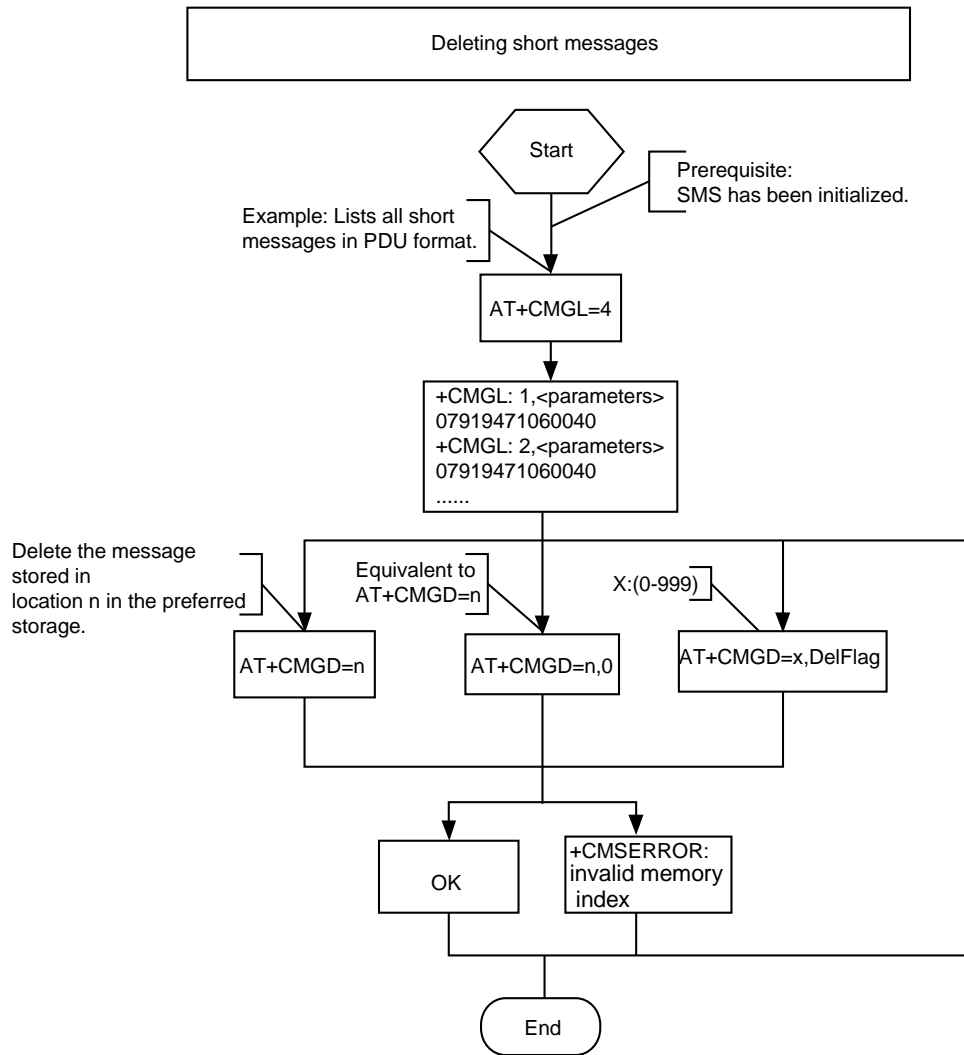 Deleting short messages
Start
Prerequisite:
SMS has been initialized.
Example: Lists all short
messages in PDU format.
AT+CMGL=4
+CMGL: 1,<parameters>
07919471060040
+CMGL: 2,<parameters>
07919471060040
......
Delete the message
stored in
location n in the preferred
storage.
Equivalent to
AT+CMGD=n
X:(0-999)
AT+CMGD=n
AT+CMGD=n,0
AT+CMGD=x,DelFlag
OK
+CMSERROR:
invalid memory
index
End